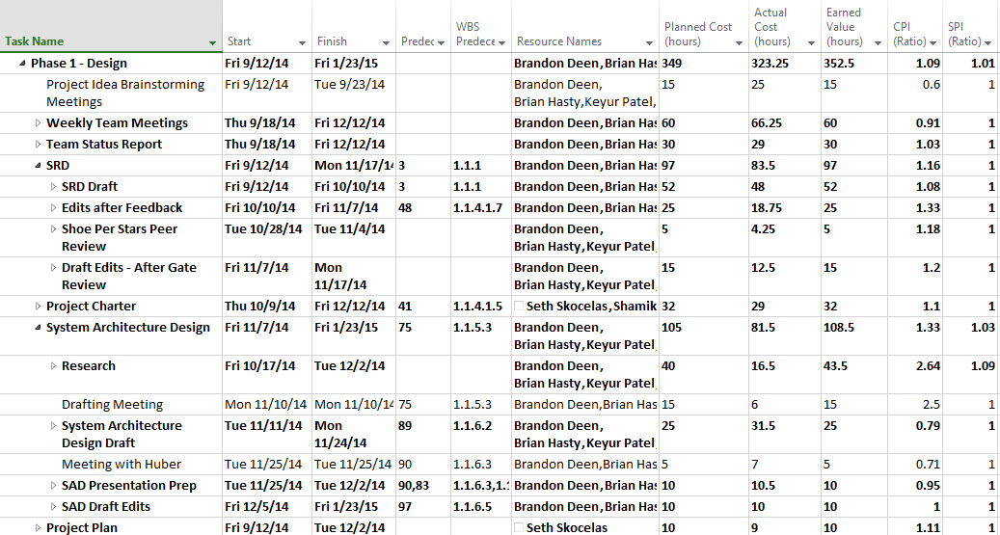 Task Name Start Finish Predec WBS Predece Resource Names Planned Cost (hours) Actual Cost (hours) Earned Value (hours) CPI (Ratio) SPI (Ratio)
Phase 1 - Design Fri 9/12/14 Fri 1/23/15 Brandon Deen,Brian Has 349 323.25 352.5 1.09 1.01
Project Idea Brainstorming Fri 9/12/14 Tue 9/23/14 Brandon Deen, 15 25 15 0.6 1
Meetings Brian Hasty,Keyur Patel,
Weekly Team Meetings Thu 9/18/14 Fri 12/12/14 Brandon Deen,Brian Has 60 66.25 60 0.91 1
Team Status Report Thu 9/18/14 Fri 12/12/14 Brandon Deen,Brian Has 30 29 30 1.03 1
SRD Fri 9/12/14 Mon 11/17/14 3 1.1.1 Brandon Deen,Brian Has 97 83.5 97 1.16 1
SRD Draft Fri 9/12/14 Fri 10/10/14 3 1.1.1 Brandon Deen,Brian Has 52 48 52 1.08 1
Edits after Feedback Fri 10/10/14 Fri 11/7/14 48 1.1.4.1.7 Brandon Deen,Brian Has 25 18.75 25 1.33 1
Shoe Per Stars Peer Tue 10/28/14 Tue 11/4/14 Brandon Deen, 5 4.25 5 1.18 1
Review Brian Hasty,Keyur Patel,
Draft Edits - After Gate Fri 11/7/14 Mon Brandon Deen, 15 12.5 15 1.2 1
Review 11/17/14 Brian Hasty,Keyur Patel,
Project Charter Thu 10/9/14 Fri 12/12/14 41 1.1.4.1.5 Seth Skocelas,Shamik 32 29 32 1.1 1
System Architecture Design Fri 11/7/14 Fri 1/23/15 75 1.1.5.3 Brandon Deen, 105 81.5 108.5 1.33 1.03
Brian Hasty,Keyur Patel,
Research Fri 10/17/14 Tue 12/2/14 Brandon Deen, 40 16.5 43.5 2.64 1.09
Brian Hasty,Keyur Patel,
Drafting Meeting Mon 11/10/14 Mon 11/10/14 75 1.1.5.3 Brandon Deen,Brian Has 15 6 15 2.5 1
System Architecture Tue 11/11/14 Mon 89 1.1.6.2 Brandon Deen, 25 31.5 25 0.79 1
Design Draft 11/24/14 Brian Hasty,Keyur Patel,
Meeting with Huber Tue 11/25/14 Tue 11/25/14 90 1.1.6.3 Brandon Deen,Brian Has 5 7 5 0.71 1
SAD Presentation Prep Tue 11/25/14 Tue 12/2/14 90,83 1.1.6.3,1. Brandon Deen,Brian Has 10 10.5 10 0.95 1
SAD Draft Edits Fri 12/5/14 Fri 1/23/15 97 1.1.6.5 Brandon Deen,Brian Has 10 10 10 1 1
Project Plan Fri 9/12/14 Tue 12/2/14 Seth Skocelas 10 9 10 1.11 1